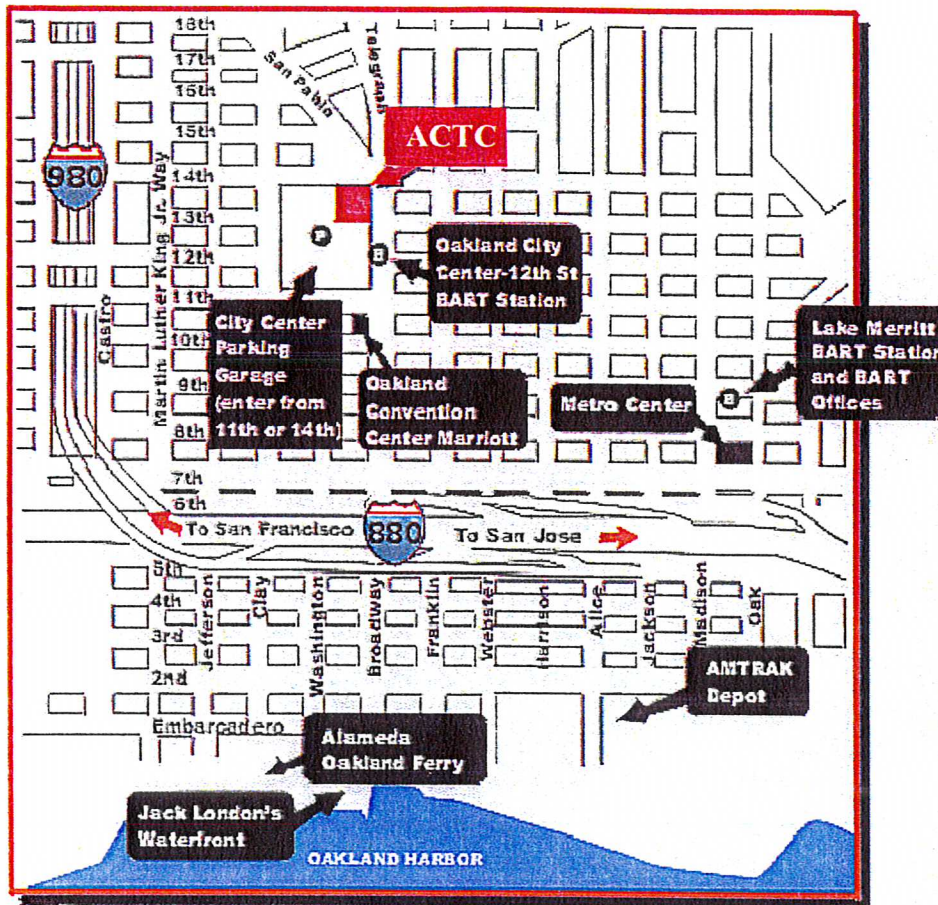 18th
17th
16th
15th
14th
13th
12th
11th
10th
9th
8th
7th
6th
5th
4th
3rd
2nd
Embarcadero
San Pablo
Telegraph
ACTC
980
Martin Luther King Jr. Way
Castro
P
B
Oakland City
Center-12th St
BART Station
City Center
Parking
Garage
(enter from
11th or 14th)
Oakland
Convention
Center Marriott
Metro Center
B
Lake Merritt
BART Station
and BART
Offices
To San Francisco
880
To San Jose
Jefferson
Clay
Washington
Broadway
Franklin
Webster
Harrison
Alice
Jackson
Madison
Oak
AMTRAK
Depot
Alameda
Oakland Ferry
Jack London's
Waterfront
OAKLAND HARBOR